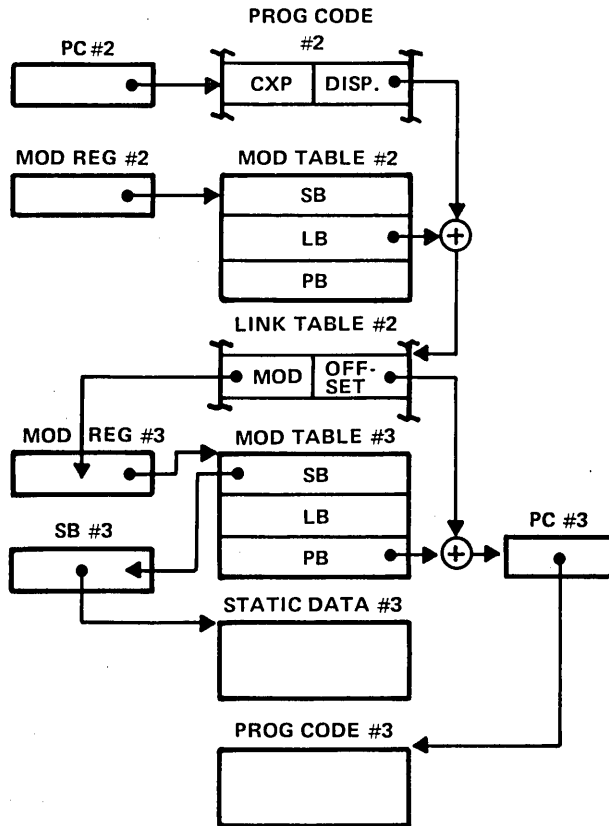 PROG CODE
#2
PC #2
CXP DISP.
MOD REG #2
MOD TABLE #2
SB
LB
PB
LINK TABLE #2
MOD OFF-
SET
MOD REG #3
MOD TABLE #3
SB
LB
PB
SB #3
PC #3
STATIC DATA #3
PROG CODE #3